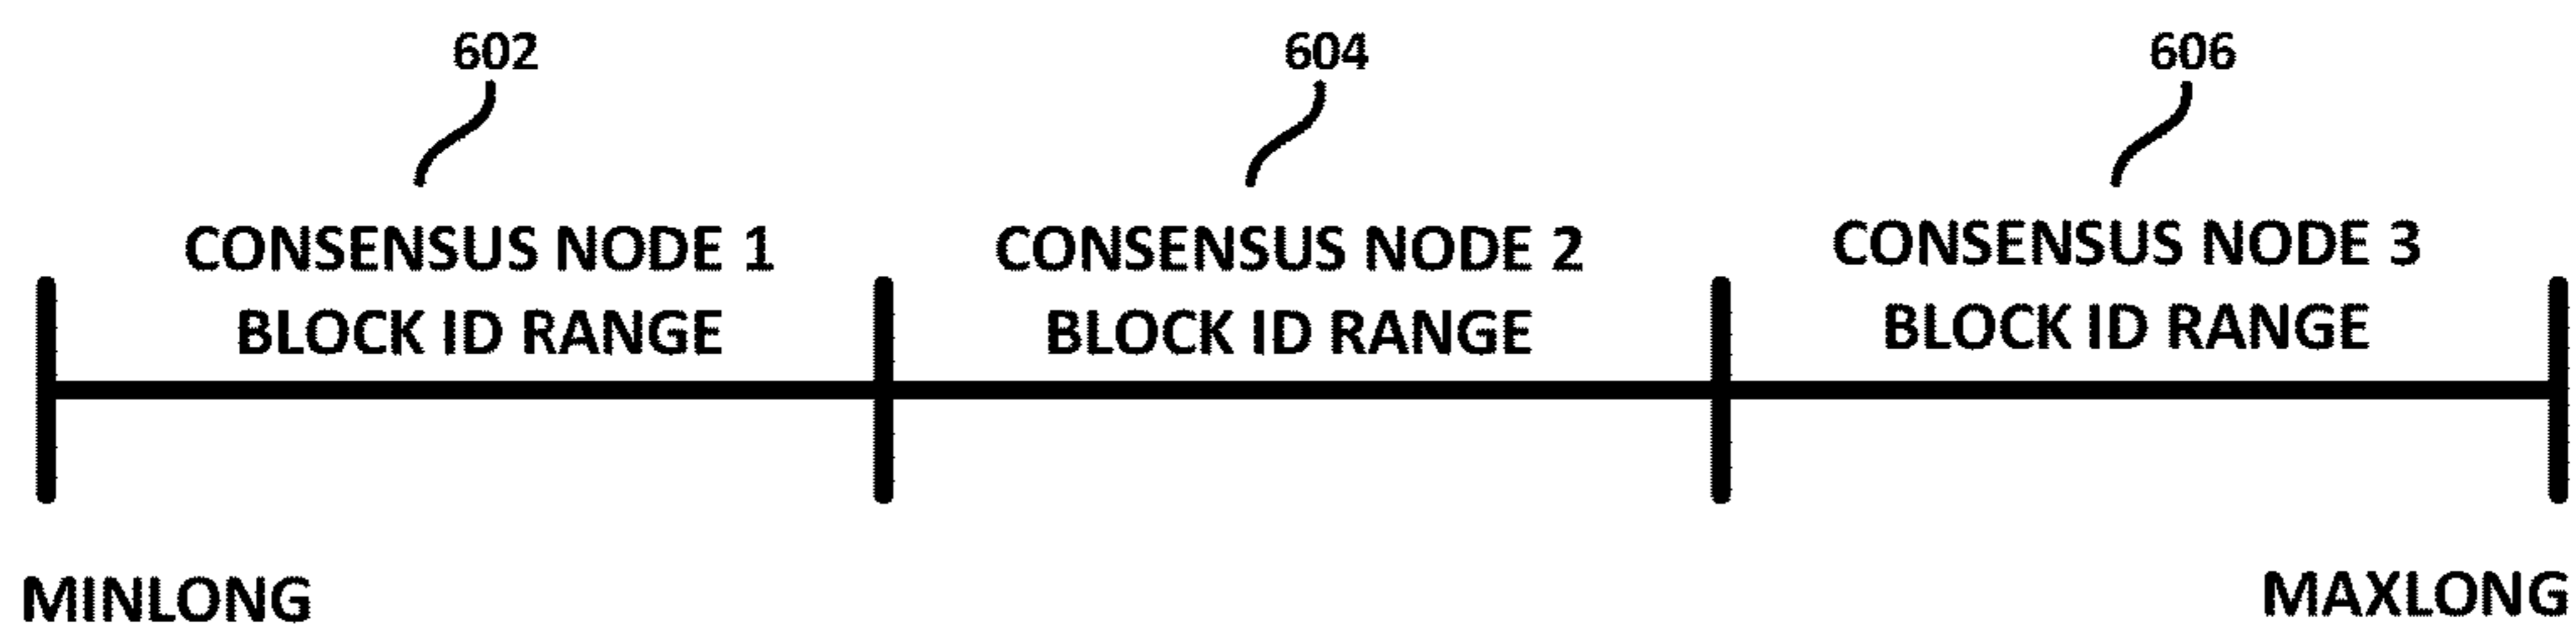 602
604
606
CONSENSUS NODE 1
BLOCK ID RANGE
CONSENSUS NODE 2
BLOCK ID RANGE
CONSENSUS NODE 3
BLOCK ID RANGE
MINLONG
MAXLONG